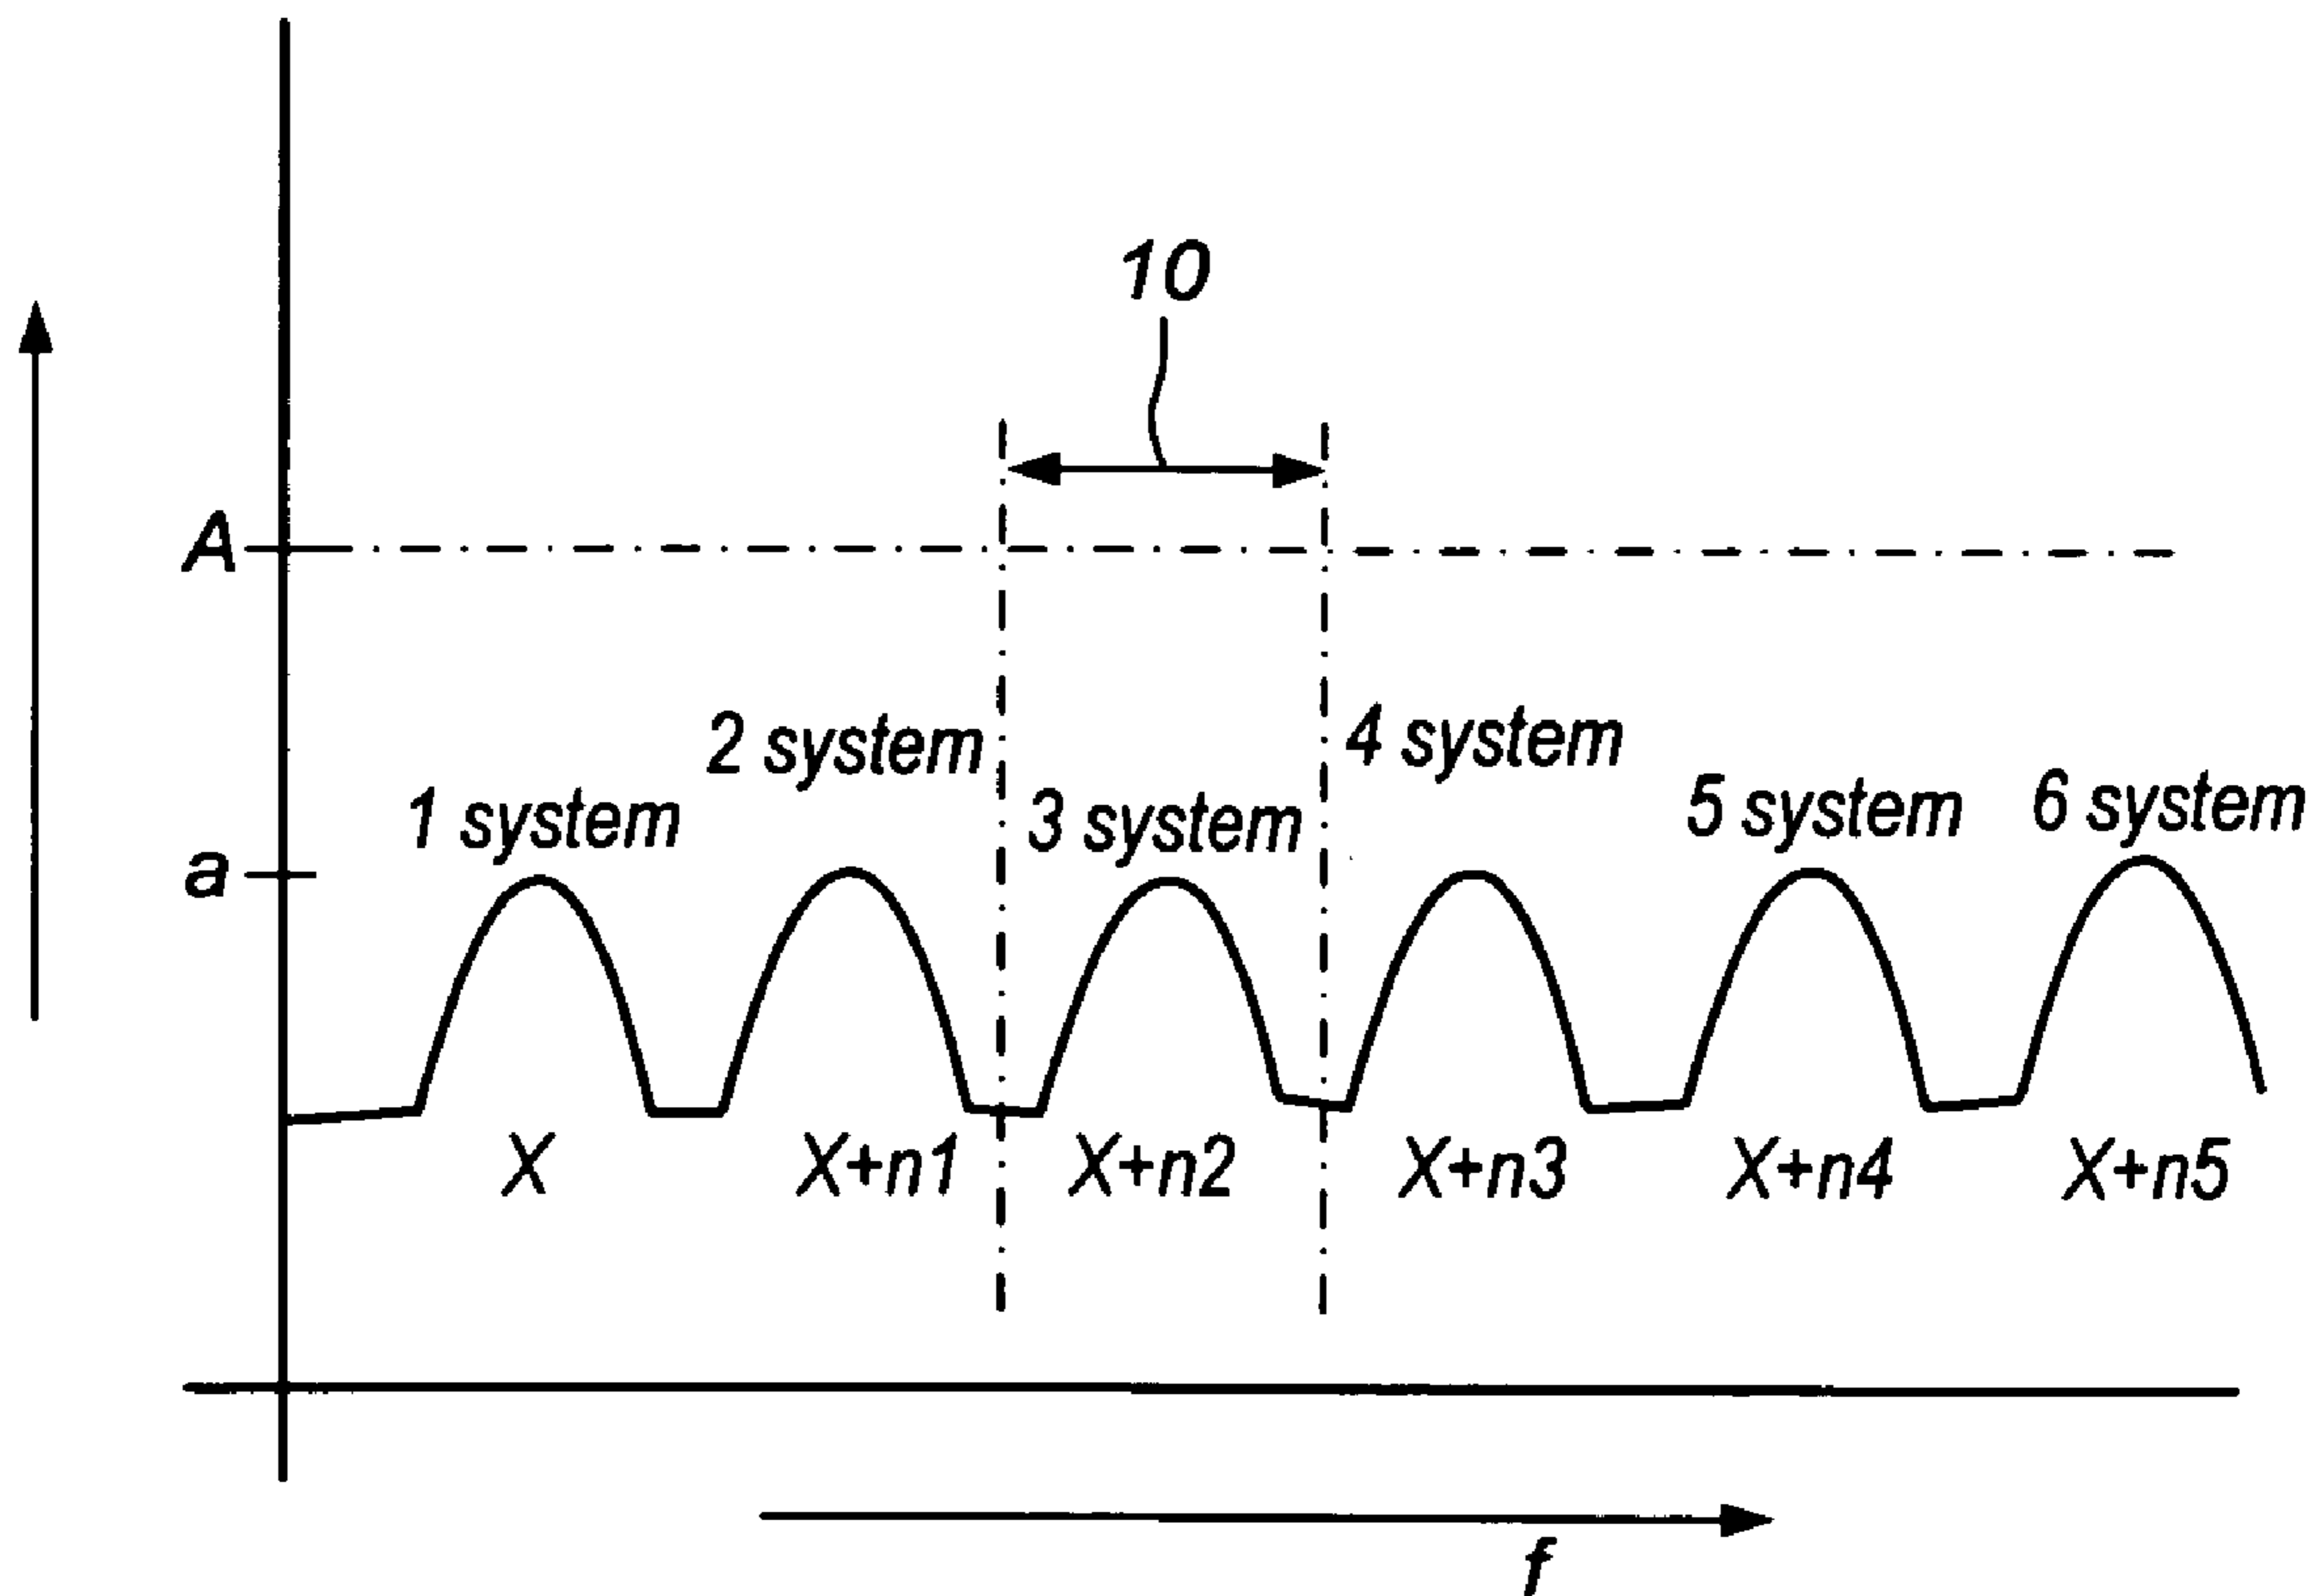 10
A
2 system
4 system
1 system
3 system
5 system
6 system
a
X
X+n1
X+n2
X+n3
X+n4
X+n5
f